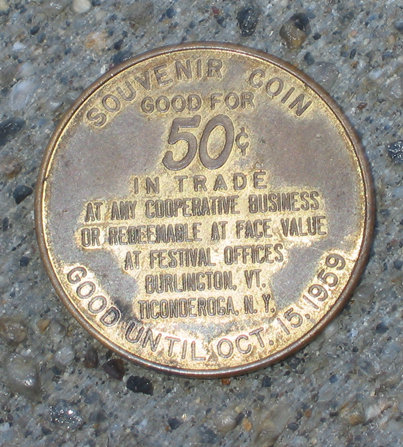 SOUVENIR COIN
GOOD FOR
50¢
IN TRADE
AT ANY COOPERATIVE BUSINESS
OR REDEEMABLE AT FACE VALUE
AT FESTIVAL OFFICES
BURLINGTON, VT.
TICONDEROGA, N.Y.
GOOD UNTIL OCT. 15, 1959